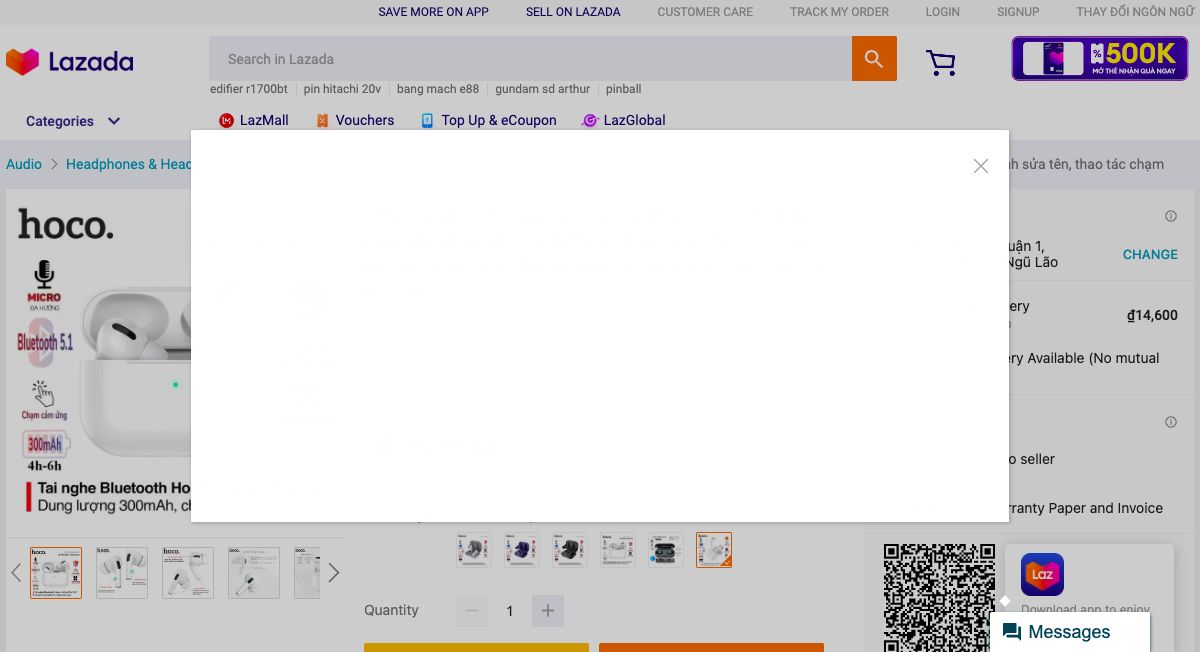 SAVE MORE ON APP
SELL ON LAZADA
CUSTOMER CARE
TRACK MY ORDER
LOGIN
SIGNUP
THAY ĐỔI NGÔN NGỮ
Lazada
Search in Lazada
500K
MỞ THẺ NHẬN QUÀ NGAY
edifier r1700bt
pin hitachi 20v
bang mach e88
gundam sd arthur
pinball
Categories
LazMall
Vouchers
Top Up & eCoupon
LazGlobal
Audio
Headphones & Head
nh sửa tên, thao tác chạm
hoco.
MICRO
ĐA HƯỚNG
Bluetooth 5.1
Chạm cảm ứng
300mAh
4h-6h
Tai nghe Bluetooth Ho
Dung lượng 300mAh, ch
uận 1,
Ngũ Lão
CHANGE
ery
₫14,600
ery Available (No mutual
o seller
rranty Paper and Invoice
Quantity
1
Laz
Download app to enjoy
Messages